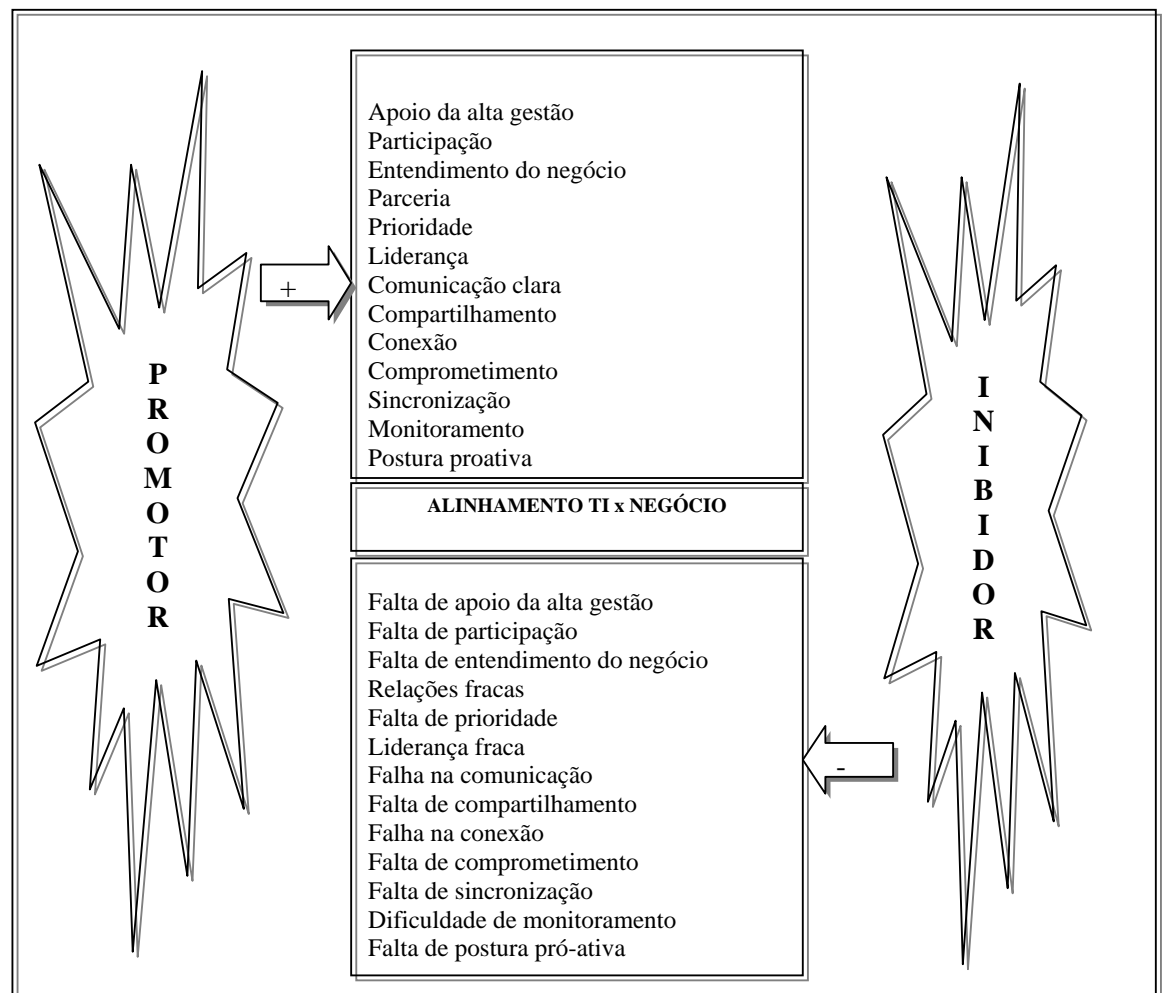 Apoio da alta gestão
Participação
Entendimento do negócio
Parceria
Prioridade
Liderança
+
Comunicação clara
Compartilhamento
Conexão
Comprometimento
Sincronização
Monitoramento
Postura proativa
PROMOTOR
ALINHAMENTO TI x NEGÓCIO
INIBIDOR
Falta de apoio da alta gestão
Falta de participação
Falta de entendimento do negócio
Relações fracas
Falta de prioridade
Liderança fraca
-
Falha na comunicação
Falta de compartilhamento
Falha na conexão
Falta de comprometimento
Falta de sincronização
Dificuldade de monitoramento
Falta de postura pró-ativa